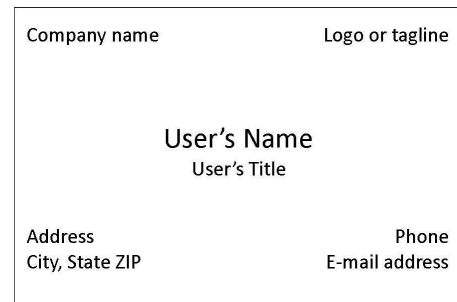 Company name
Logo or tagline
User’s Name
User’s Title
Address
City, State ZIP
Phone
E-mail address